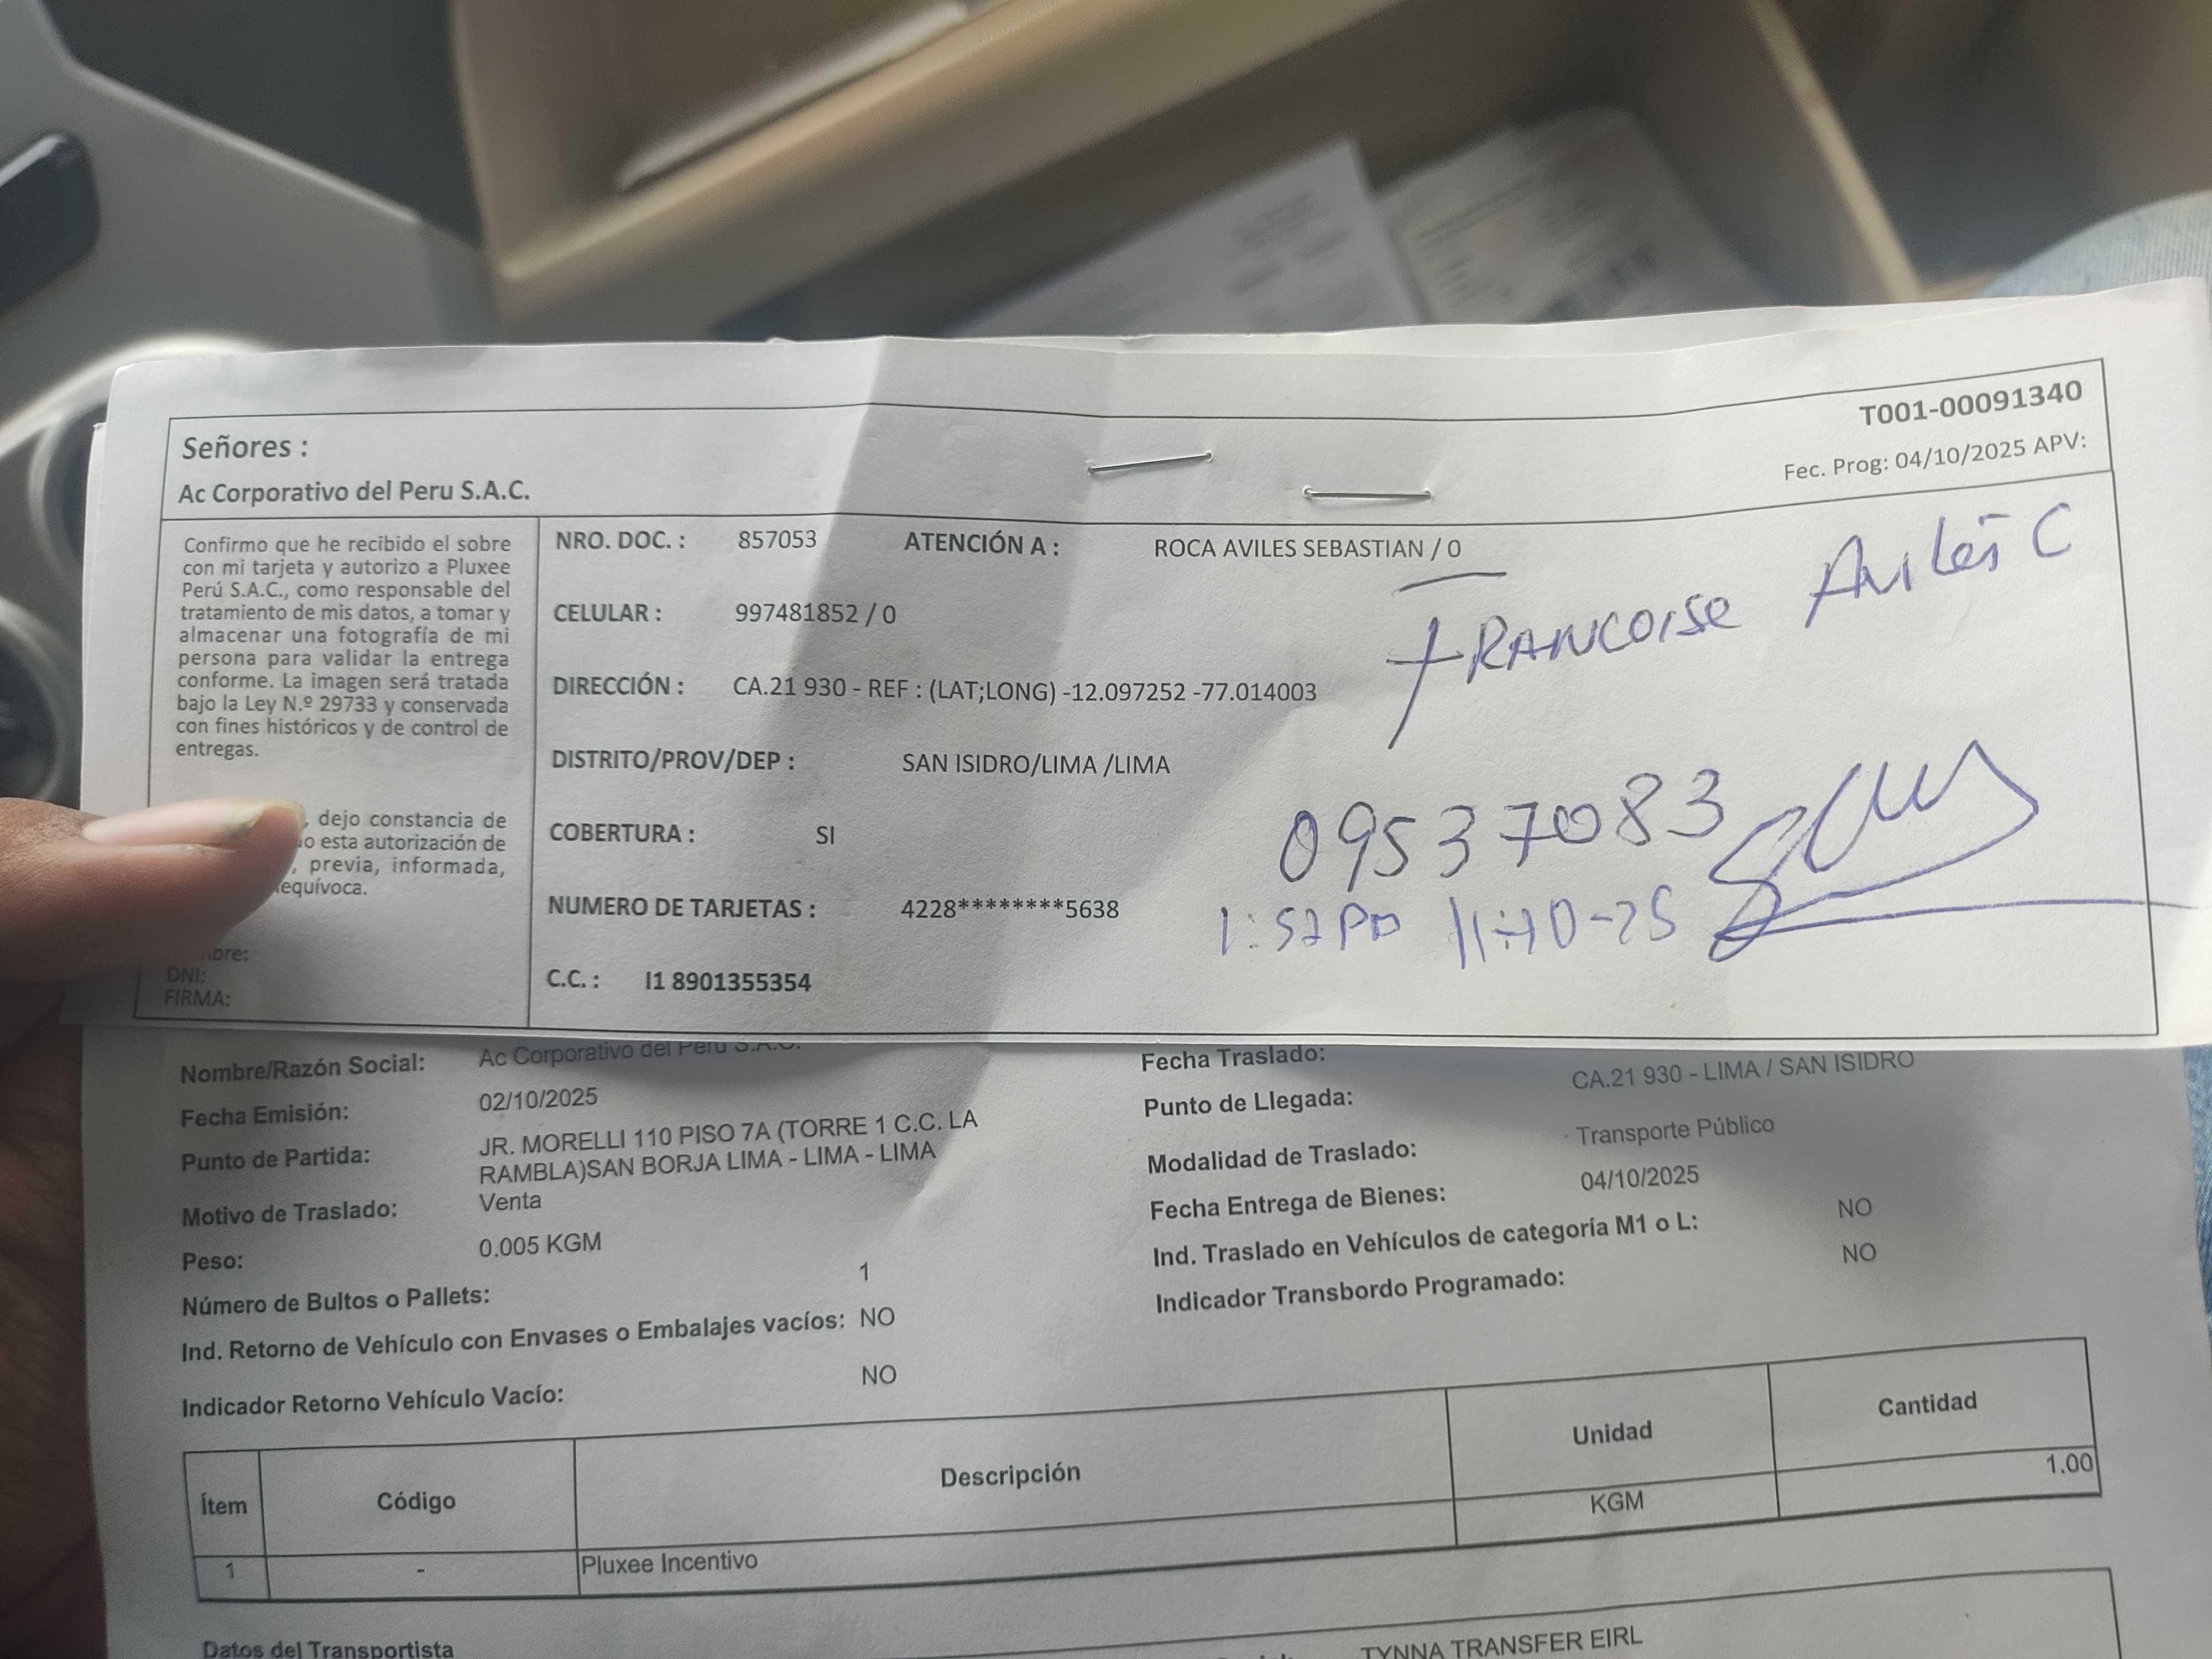 T001-00091340
Señores :
Fec. Prog: 04/10/2025 APV:
Ac Corporativo del Peru S.A.C.
Confirmo que he recibido el sobre
con mi tarjeta y autorizo a Pluxee
Perú S.A.C., como responsable del
tratamiento de mis datos, a tomar y
almacenar una fotografía de mi
persona para validar la entrega
conforme. La imagen será tratada
bajo la Ley N.º 29733 y conservada
con fines históricos y de control de
entregas.
, dejo constancia de
esta autorización de
, previa, informada,
equívoca.
bre:
DNI:
FIRMA:
NRO. DOC. : 857053 ATENCIÓN A : ROCA AVILES SEBASTIAN / 0
CELULAR : 997481852 / 0
DIRECCIÓN : CA.21 930 - REF : (LAT;LONG) -12.097252 -77.014003
DISTRITO/PROV/DEP : SAN ISIDRO/LIMA /LIMA
COBERTURA : SI
NUMERO DE TARJETAS : 4228********5638
C.C. : I1 8901355354
FRANCOISE Avilés C
09537083
1:52 11-10-25
Nombre/Razón Social: Ac Corporativo del Peru S.A.C.
Fecha Emisión: 02/10/2025
Punto de Partida: JR. MORELLI 110 PISO 7A (TORRE 1 C.C. LA
RAMBLA)SAN BORJA LIMA - LIMA - LIMA
Motivo de Traslado: Venta
Peso: 0.005 KGM
Número de Bultos o Pallets: 1
Ind. Retorno de Vehículo con Envases o Embalajes vacíos: NO
Indicador Retorno Vehículo Vacío: NO
Fecha Traslado:
Punto de Llegada: CA.21 930 - LIMA / SAN ISIDRO
Modalidad de Traslado: Transporte Público
Fecha Entrega de Bienes: 04/10/2025
Ind. Traslado en Vehículos de categoría M1 o L: NO
Indicador Transbordo Programado: NO
Ítem Código Descripción Unidad Cantidad
1 - Pluxee Incentivo KGM 1.00
Datos del Transportista
TYNNA TRANSFER EIRL